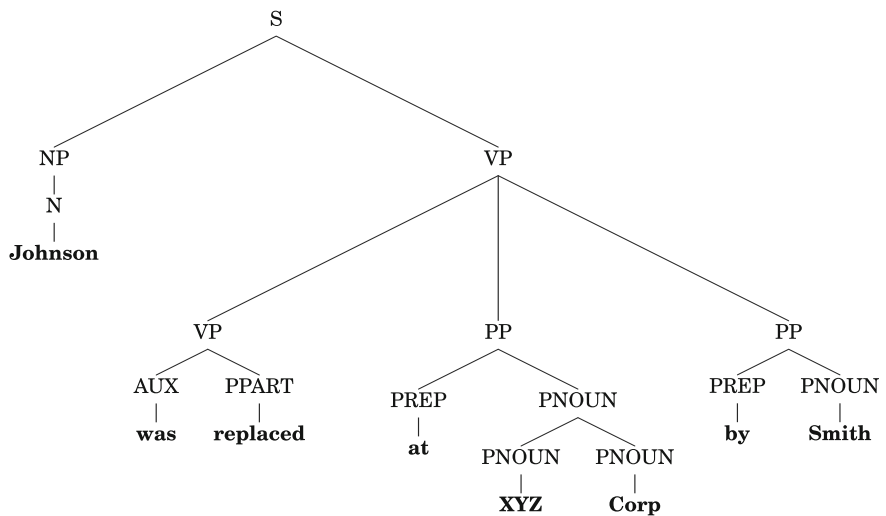 S
NP VP
N
Johnson
VP PP PP
AUX PPART PREP PNOUN PREP PNOUN
was replaced at by Smith
PNOUN PNOUN
XYZ Corp